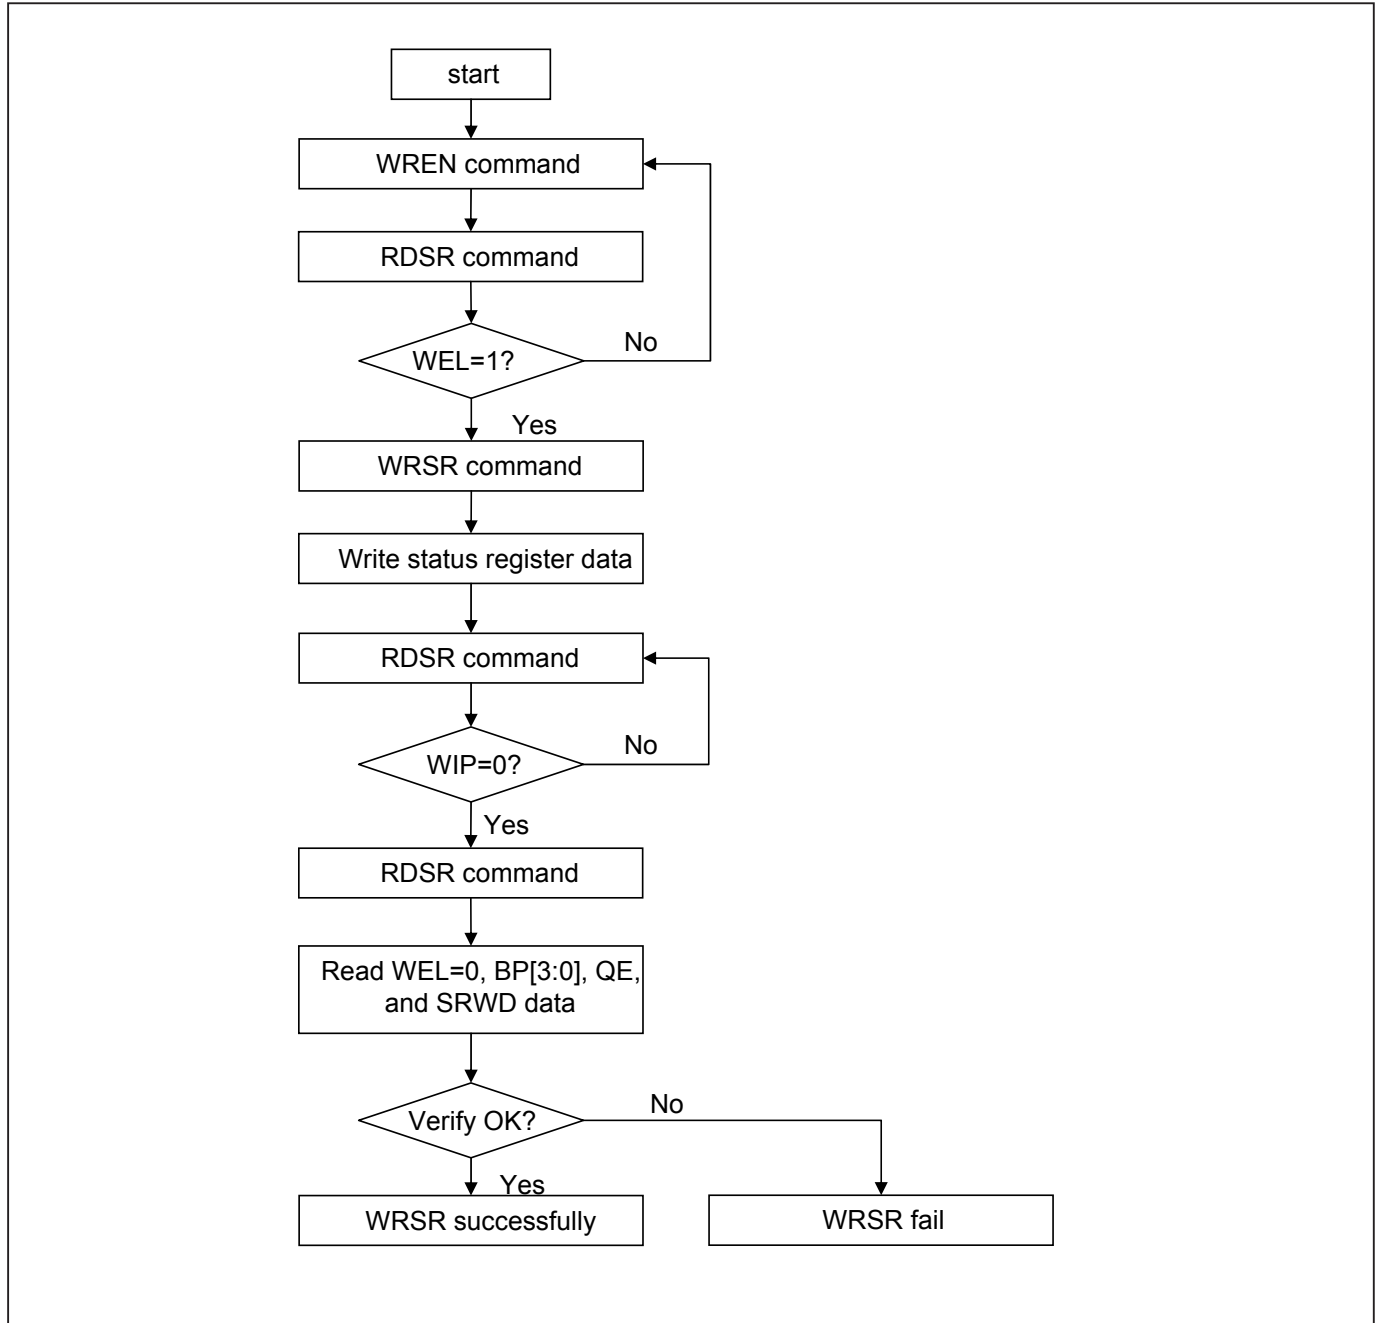 start
WREN command
RDSR command
WEL=1?
No
Yes
WRSR command
Write status register data
RDSR command
WIP=0?
No
Yes
RDSR command
Read WEL=0, BP[3:0], QE,
and SRWD data
Verify OK?
No
Yes
WRSR successfully
WRSR fail